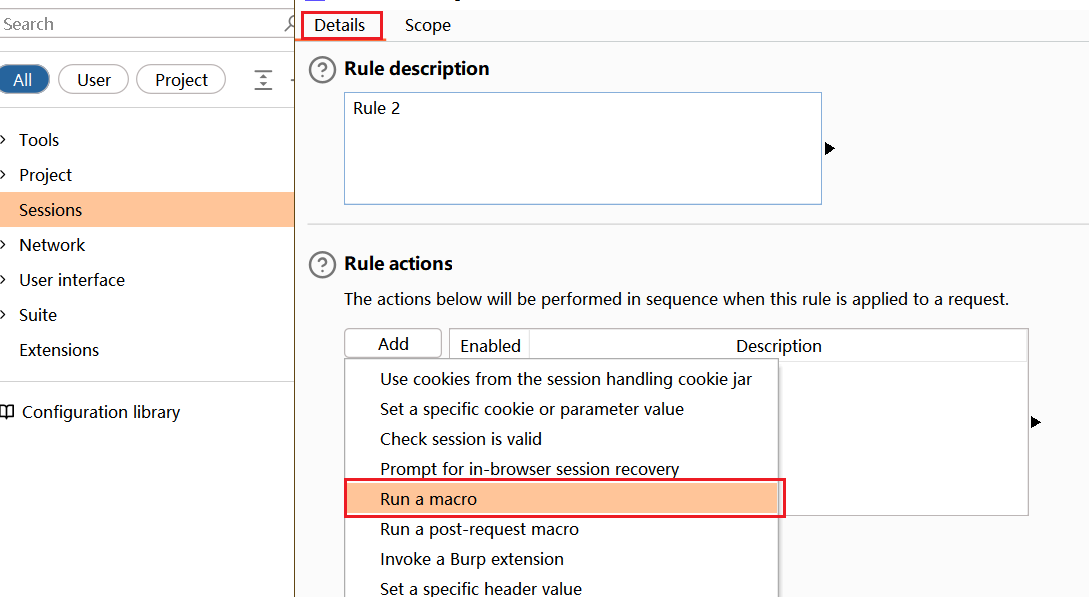 Search
All
User
Project
Tools
Project
Sessions
Network
User interface
Suite
Extensions
Configuration library
Details
Scope
Rule description
Rule 2
Rule actions
The actions below will be performed in sequence when this rule is applied to a request.
Add
Enabled
Description
Use cookies from the session handling cookie jar
Set a specific cookie or parameter value
Check session is valid
Prompt for in-browser session recovery
Run a macro
Run a post-request macro
Invoke a Burp extension
Set a specific header value